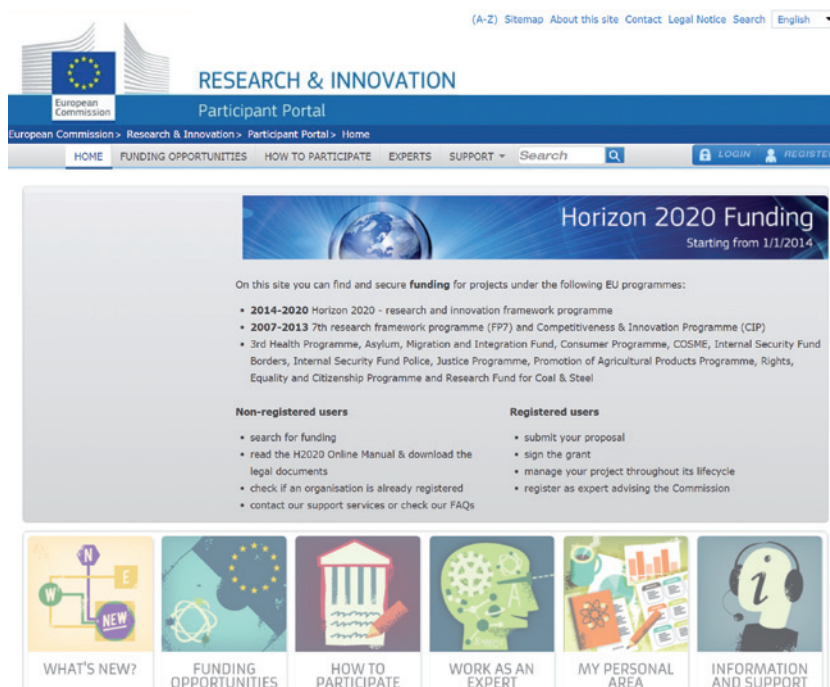 (A-Z) Sitemap About this site Contact Legal Notice Search English
European
Commission
RESEARCH & INNOVATION
Participant Portal
European Commission > Research & Innovation > Participant Portal > Home
HOME FUNDING OPPORTUNITIES HOW TO PARTICIPATE EXPERTS SUPPORT Search LOGIN REGISTER
Horizon 2020 Funding
Starting from 1/1/2014
On this site you can find and secure funding for projects under the following EU programmes:
• 2014-2020 Horizon 2020 - research and innovation framework programme
• 2007-2013 7th research framework programme (FP7) and Competitiveness & Innovation Programme (CIP)
• 3rd Health Programme, Asylum, Migration and Integration Fund, Consumer Programme, COSME, Internal Security Fund
Borders, Internal Security Fund Police, Justice Programme, Promotion of Agricultural Products Programme, Rights,
Equality and Citizenship Programme and Research Fund for Coal & Steel
Non-registered users
• search for funding
• read the H2020 Online Manual & download the
legal documents
• check if an organisation is already registered
• contact our support services or check our FAQs
Registered users
• submit your proposal
• sign the grant
• manage your project throughout its lifecycle
• register as expert advising the Commission
N
E
W
NEW
A
i
WHAT'S NEW?
FUNDING
OPPORTUNITIES
HOW TO
PARTICIPATE
WORK AS AN
EXPERT
MY PERSONAL
AREA
INFORMATION
AND SUPPORT